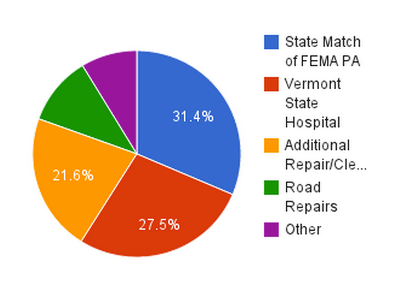 31.4%
27.5%
21.6%
State Match
of FEMA PA
Vermont
State
Hospital
Additional
Repair/Cle...
Road
Repairs
Other